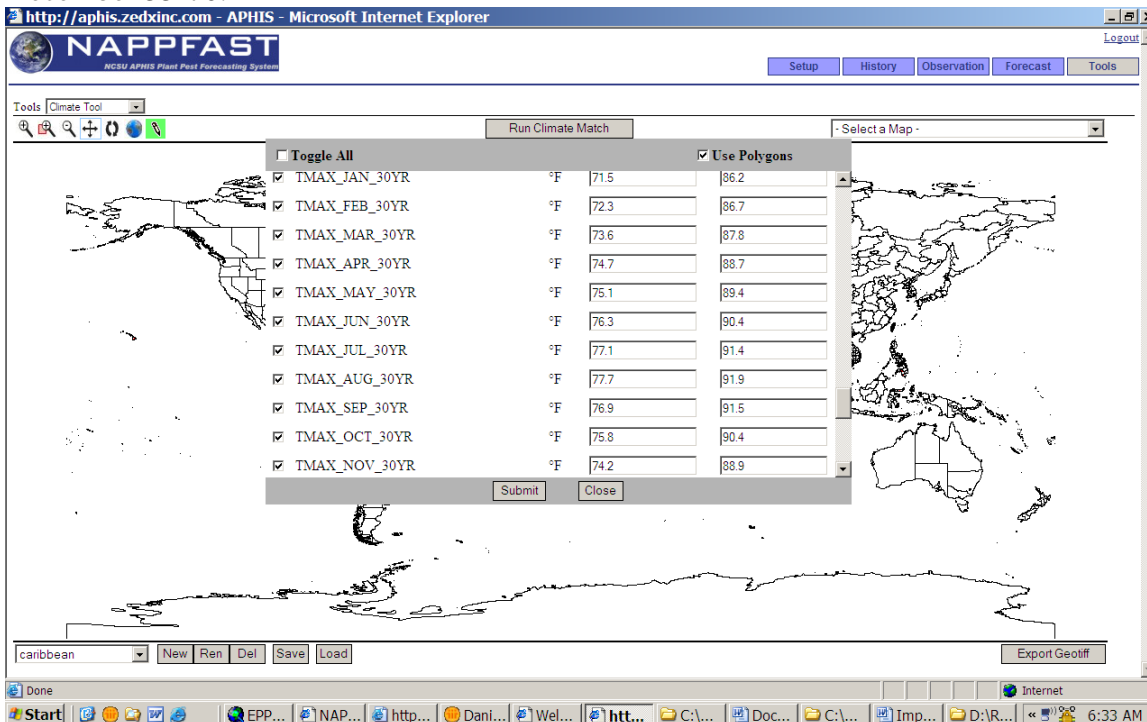 http://aphis.zedxinc.com - APHIS - Microsoft Internet Explorer
NAPPFAST
NCSU APHIS Plant Pest Forecasting System
Logout
Setup History Observation Forecast Tools
Tools Climate Tool
Run Climate Match - Select a Map -
Toggle All Use Polygons
TMAX_JAN_30YR °F 71.5 86.2
TMAX_FEB_30YR °F 72.3 86.7
TMAX_MAR_30YR °F 73.6 87.8
TMAX_APR_30YR °F 74.7 88.7
TMAX_MAY_30YR °F 75.1 89.4
TMAX_JUN_30YR °F 76.3 90.4
TMAX_JUL_30YR °F 77.1 91.4
TMAX_AUG_30YR °F 77.7 91.9
TMAX_SEP_30YR °F 76.9 91.5
TMAX_OCT_30YR °F 75.8 90.4
TMAX_NOV_30YR °F 74.2 88.9
Submit Close
caribbean New Ren Del Save Load Export Geotiff
Done Internet
Start EPP... NAP... http... Dani... Wel... htt... C:\... Doc... C:\... Imp... D:\R... « 6:33 AM